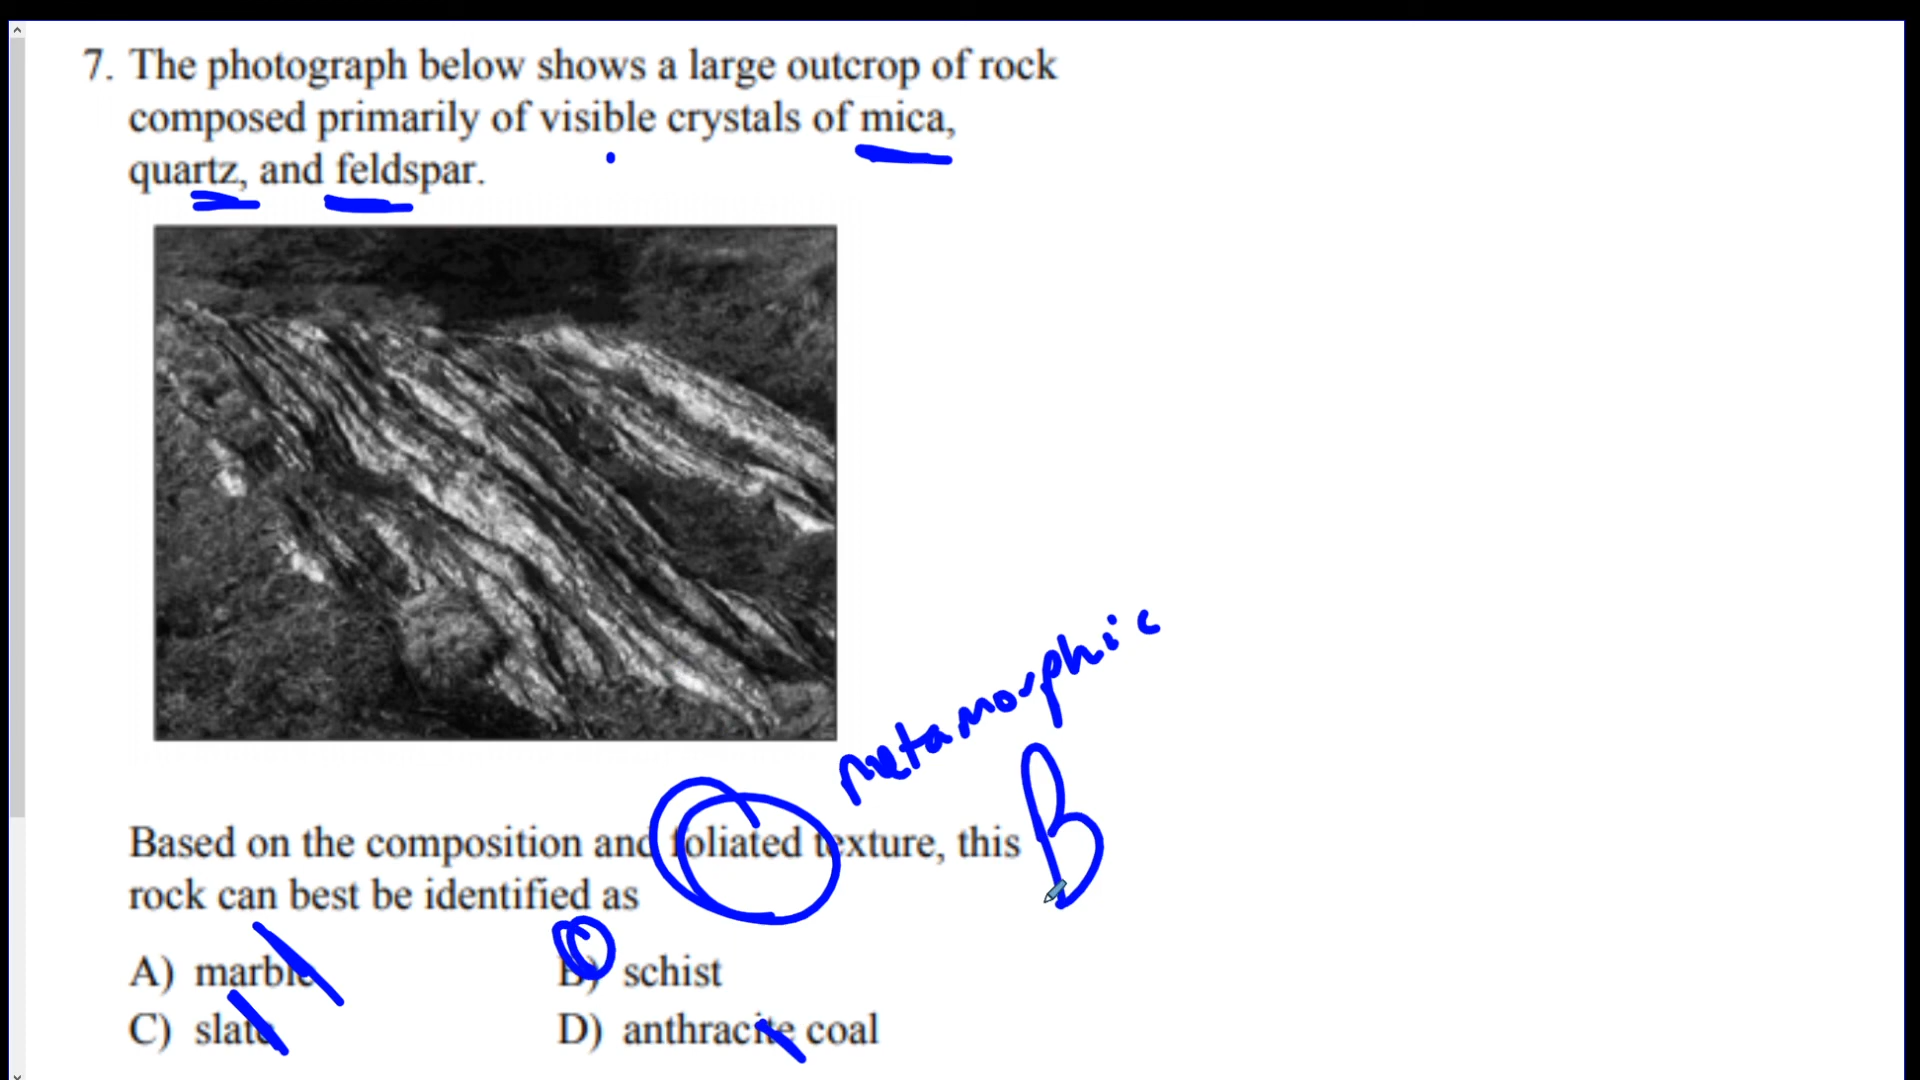 7. The photograph below shows a large outcrop of rock
composed primarily of visible crystals of mica,
quartz, and feldspar.
Metamorphic
B
Based on the composition and foliated texture, this
rock can best be identified as
A) marble B) schist
C) slate D) anthracite coal